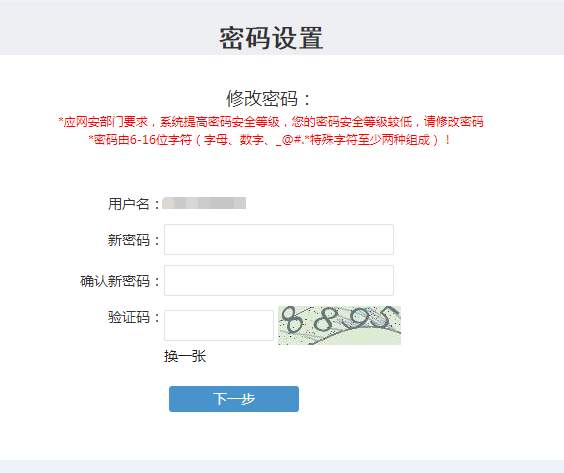 密码设置
修改密码：
*应网安部门要求，系统提高密码安全等级，您的密码安全等级较低，请修改密码
*密码由6-16位字符（字母、数字、_@#.*特殊字符至少两种组成）！
用户名：
新密码：
确认新密码：
验证码：
8895
换一张
下一步